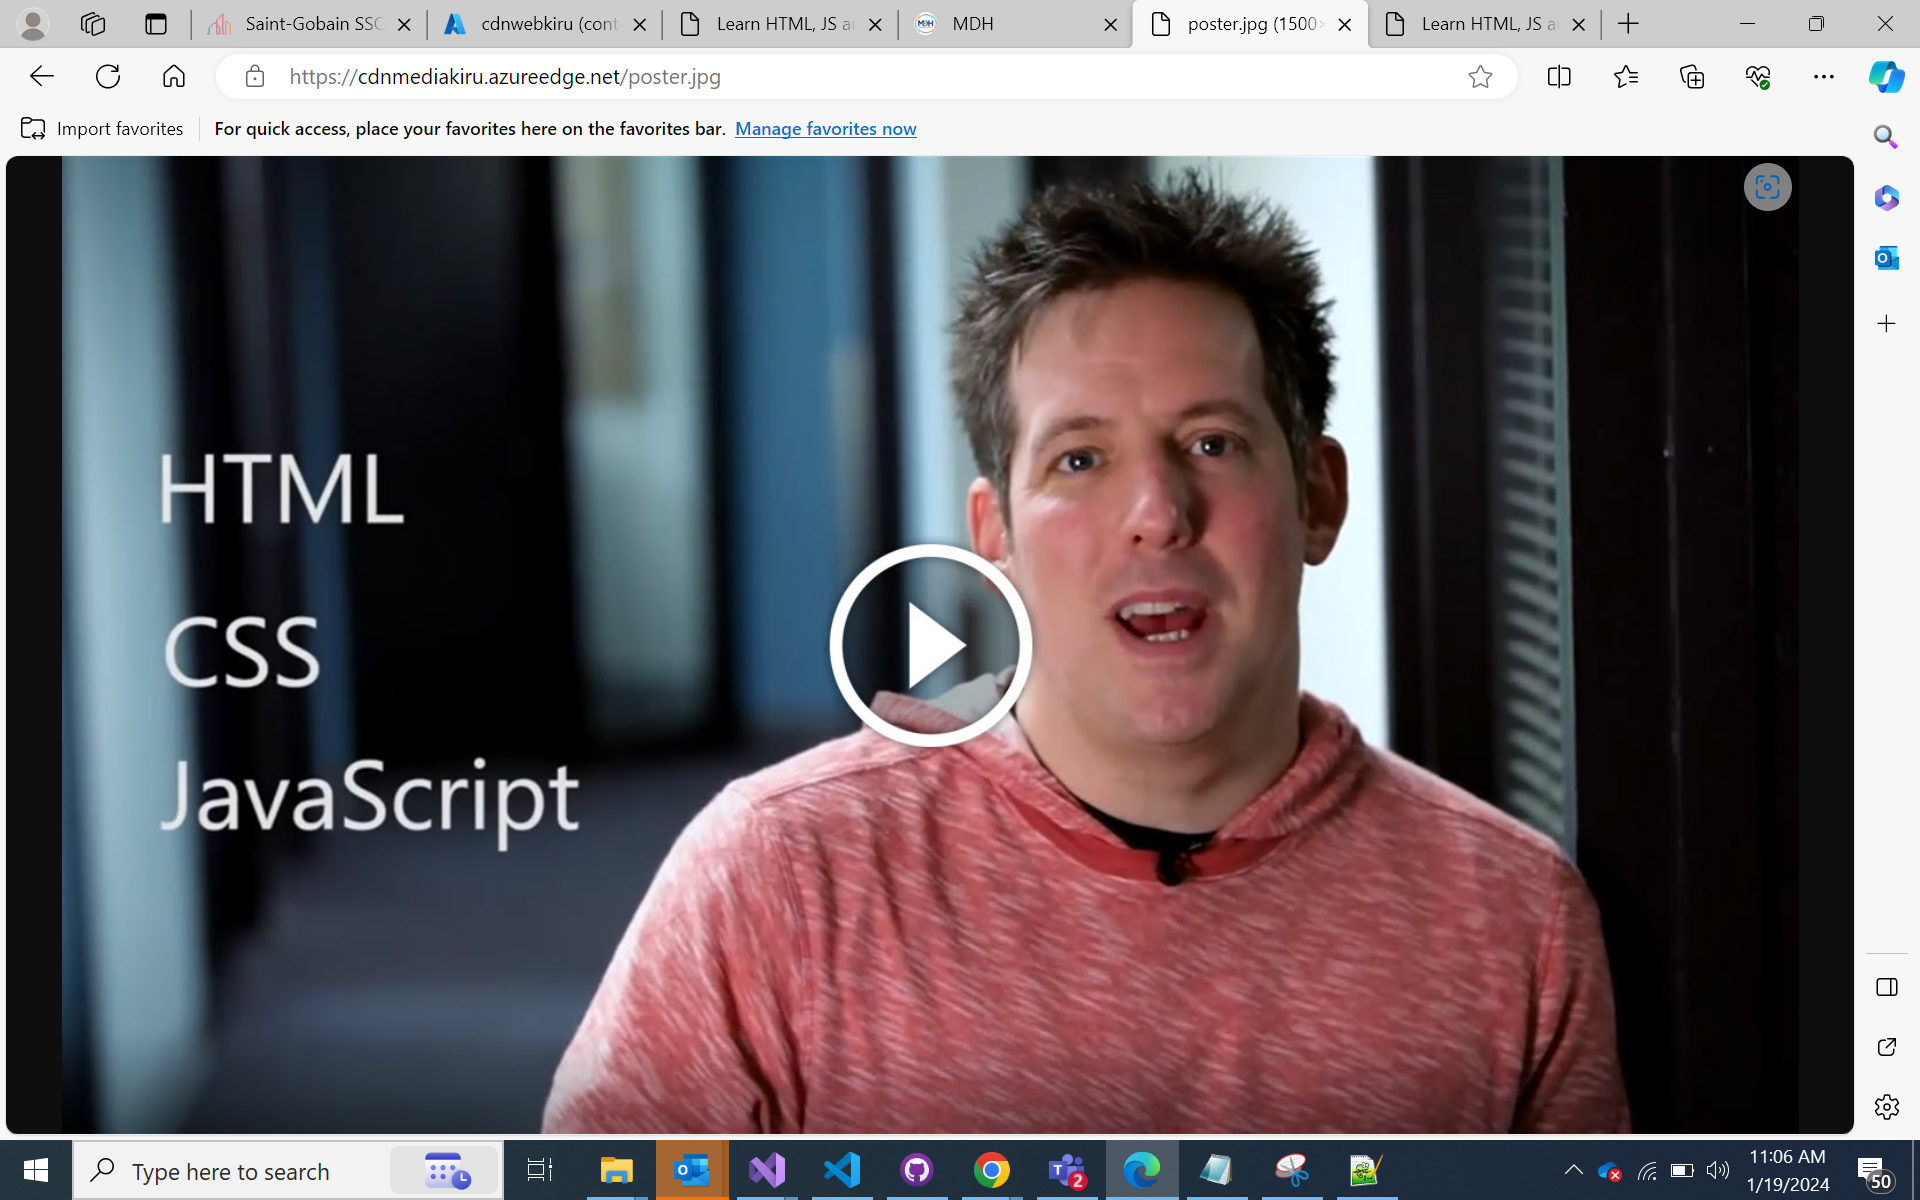 Saint-Gobain SSC
cdnwebkiru (cont
Learn HTML, JS a
MDH
poster.jpg (1500
Learn HTML, JS a
https://cdnmediakiru.azureedge.net/poster.jpg
Import favorites
For quick access, place your favorites here on the favorites bar. Manage favorites now
HTML
CSS
JavaScript
Type here to search
2
11:06 AM
1/19/2024
50